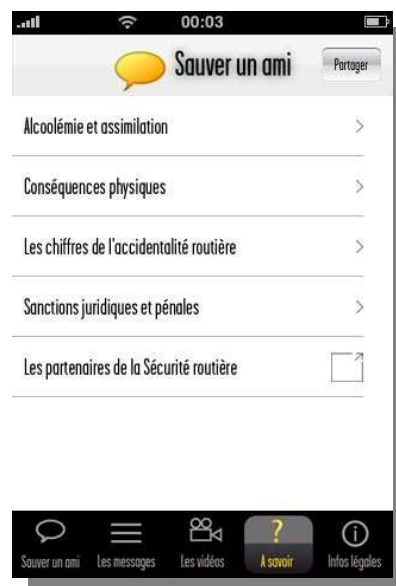 00:03
Sauver un ami
Partager
Alcoolémie et assimilation
Conséquences physiques
Les chiffres de l'accidentalité routière
Sanctions juridiques et pénales
Les partenaires de la Sécurité routière
?
Sauver un ami Les messages Les vidéos A savoir Infos légales